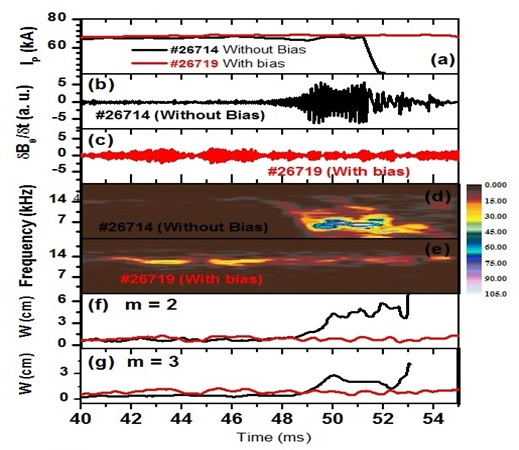 80
60
I_P (kA)
#26714 Without Bias
#26719 With bias
(a)
5
0
-5
(b)
#26714 (Without Bias)
δB_θ/δt (a. u.)
5
0
-5
(c)
#26719 (With bias)
14
7
4
(d)
#26714 (Without Bias)
Frequency (kHz)
14
7
(e)
#26719 (With bias)
0.000
15.00
30.00
45.00
60.00
75.00
90.00
105.0
6
3
0
W (cm)
(f) m = 2
3
0
W (cm)
(g) m = 3
40 42 44 46 48 50 52 54
Time (ms)